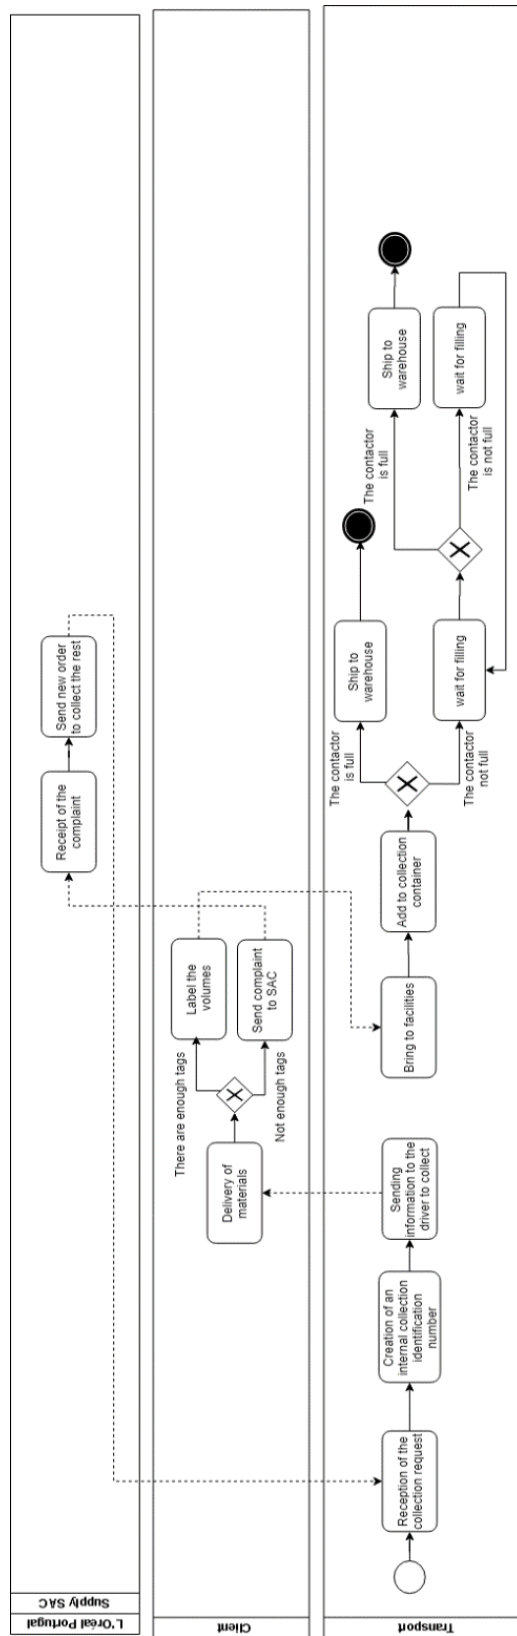 L'Oréal Portugal
Supply SAC
Receipt of the
complaint
Send new order
to collect the rest
Client
Delivery of
materials
There are enough tags
Not enough tags
Label the
volumes
Send complaint
to SAC
Transport
Reception of the
collection request
Creation of an
internal collection
identification
number
Sending
information to the
driver to collect
Bring to facilities
Add to collection
container
The contactor
is full
The contactor
not full
Ship to
warehouse
wait for filling
The contactor
is full
The contactor
is not full
Ship to
warehouse
wait for filling